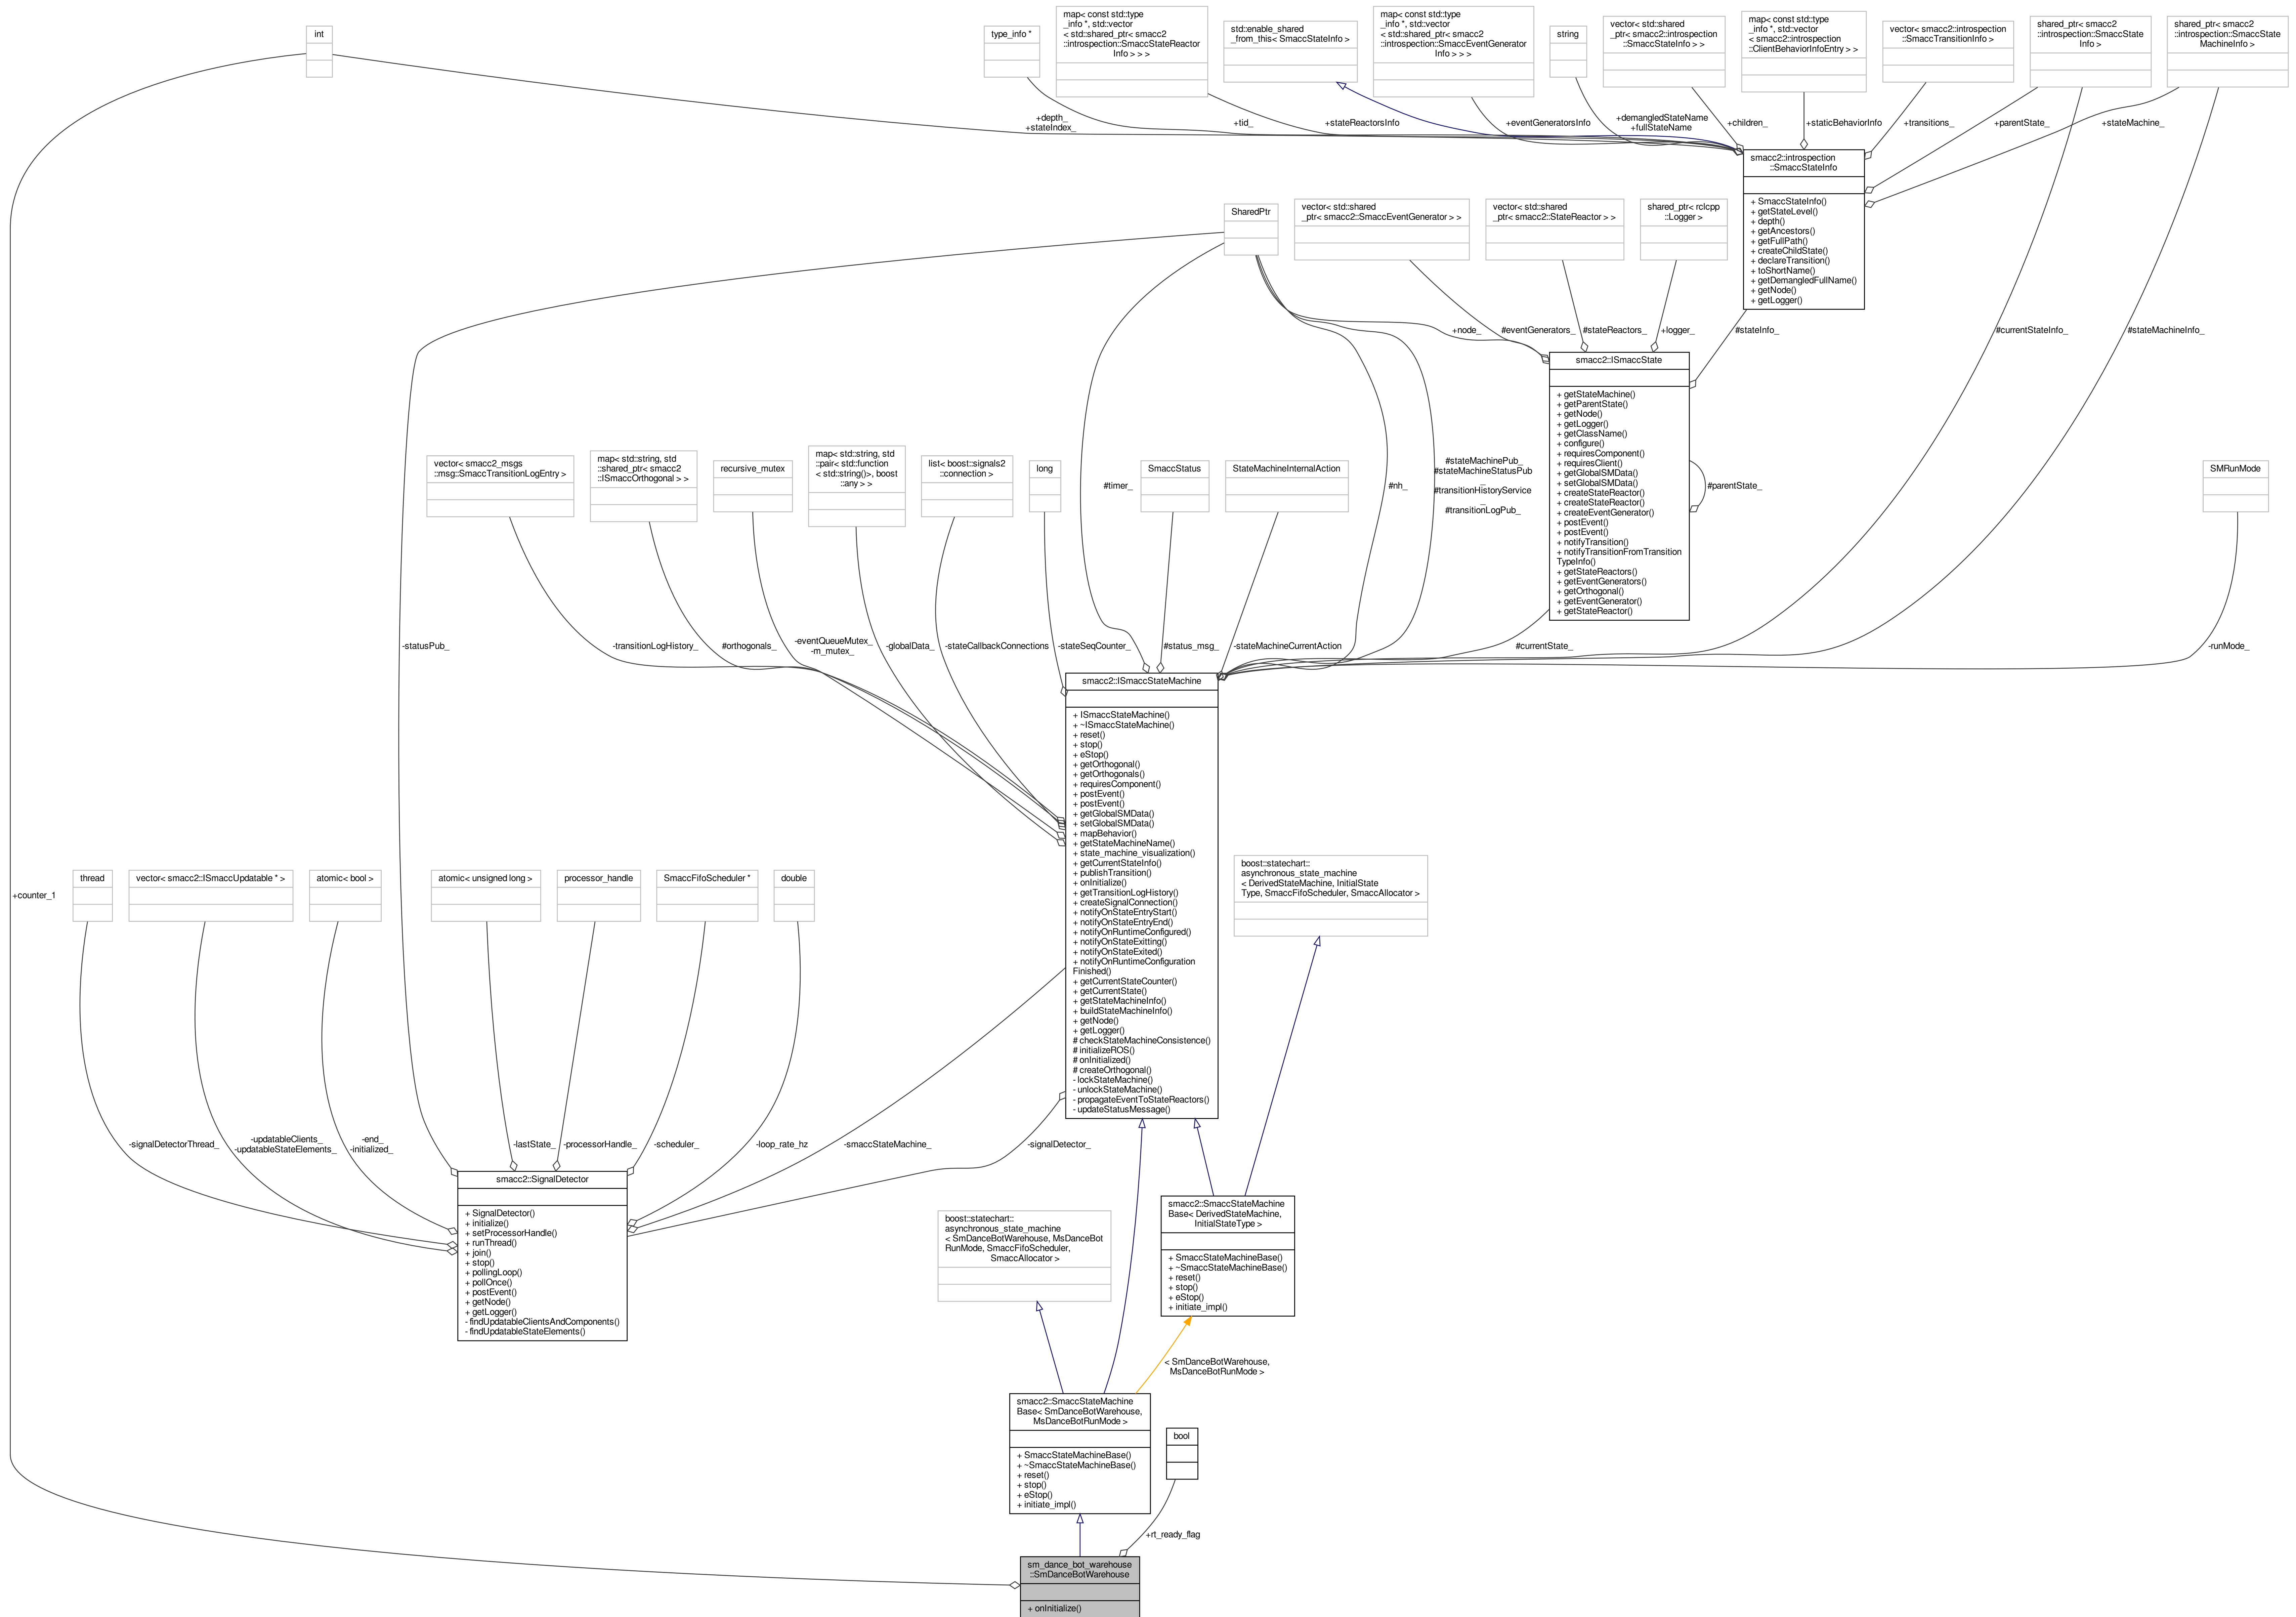 int
type_info *
map< const std::type
_info *, std::vector
< std::shared_ptr< smacc2
::introspection::SmaccStateReactor
Info > > >
std::enable_shared
_from_this< SmaccStateInfo >
map< const std::type
_info *, std::vector
< std::shared_ptr< smacc2
::introspection::SmaccEventGenerator
Info > > >
string
vector< std::shared
_ptr< smacc2::introspection
::SmaccStateInfo > >
map< const std::type
_info *, std::vector
< smacc2::introspection
::ClientBehaviorInfoEntry > >
vector< smacc2::introspection
::SmaccTransitionInfo >
shared_ptr< smacc2
::introspection::SmaccState
Info >
shared_ptr< smacc2
::introspection::SmaccState
MachineInfo >
+depth_
+stateIndex_
+tid_
+stateReactorsInfo
+eventGeneratorsInfo
+demangledStateName
+fullStateName
+children_
+staticBehaviorInfo
+transitions_
+parentState_
+stateMachine_
smacc2::introspection
::SmaccStateInfo
+ SmaccStateInfo()
+ getStateLevel()
+ depth()
+ getAncestors()
+ getFullPath()
+ createChildState()
+ declareTransition()
+ toShortName()
+ getDemangledFullName()
+ getNode()
+ getLogger()
SharedPtr
vector< std::shared
_ptr< smacc2::SmaccEventGenerator > >
vector< std::shared
_ptr< smacc2::StateReactor > >
shared_ptr< rclcpp
::Logger >
+node_
#eventGenerators_
#stateReactors_
+logger_
#stateInfo_
#currentStateInfo_
#stateMachineInfo_
smacc2::ISmaccState
+ getStateMachine()
+ getParentState()
+ getNode()
+ getLogger()
+ getClassName()
+ configure()
+ requiresComponent()
+ requiresClient()
+ getGlobalSMData()
+ setGlobalSMData()
+ createStateReactor()
+ createStateReactor()
+ createEventGenerator()
+ postEvent()
+ postEvent()
+ notifyTransition()
+ notifyTransitionFromTransition
TypeInfo()
+ getStateReactors()
+ getEventGenerators()
+ getOrthogonal()
+ getEventGenerator()
+ getStateReactor()
#parentState_
vector< smacc2_msgs
::msg::SmaccTransitionLogEntry >
map< std::string, std
::shared_ptr< smacc2
::ISmaccOrthogonal > >
recursive_mutex
map< std::string, std
::pair< std::function
< std::string()>, boost
::any > >
list< boost::signals2
::connection >
long
SmaccStatus
StateMachineInternalAction
SMRunMode
#timer_
#nh_
#stateMachinePub_
#stateMachineStatusPub
_
#transitionHistoryService
_
#transitionLogPub_
-statusPub_
-transitionLogHistory_
#orthogonals_
-eventQueueMutex_
-m_mutex_
-globalData_
-stateCallbackConnections
-stateSeqCounter_
#status_msg_
-stateMachineCurrentAction
#currentState_
-runMode_
smacc2::ISmaccStateMachine
+ ISmaccStateMachine()
+ ~ISmaccStateMachine()
+ reset()
+ stop()
+ eStop()
+ getOrthogonal()
+ getOrthogonals()
+ requiresComponent()
+ postEvent()
+ postEvent()
+ getGlobalSMData()
+ setGlobalSMData()
+ mapBehavior()
+ getStateMachineName()
+ state_machine_visualization()
+ getCurrentStateInfo()
+ publishTransition()
+ onInitialize()
+ getTransitionLogHistory()
+ createSignalConnection()
+ notifyOnStateEntryStart()
+ notifyOnStateEntryEnd()
+ notifyOnRuntimeConfigured()
+ notifyOnStateExitting()
+ notifyOnStateExited()
+ notifyOnRuntimeConfiguration
Finished()
+ getCurrentStateCounter()
+ getCurrentState()
+ getStateMachineInfo()
+ buildStateMachineInfo()
+ getNode()
+ getLogger()
# checkStateMachineConsistence()
# initializeROS()
# onInitialized()
# createOrthogonal()
- lockStateMachine()
- unlockStateMachine()
- propagateEventToStateReactors()
- updateStatusMessage()
+counter_1
thread
vector< smacc2::ISmaccUpdatable * >
atomic< bool >
atomic< unsigned long >
processor_handle
SmaccFifoScheduler *
double
boost::statechart::
asynchronous_state_machine
< DerivedStateMachine, InitialState
Type, SmaccFifoScheduler, SmaccAllocator >
-signalDetectorThread_
-updatableClients_
-updatableStateElements_
-end_
-initialized_
-lastState_
-processorHandle_
-scheduler_
-loop_rate_hz
-smaccStateMachine_
-signalDetector_
smacc2::SignalDetector
+ SignalDetector()
+ initialize()
+ setProcessorHandle()
+ runThread()
+ join()
+ stop()
+ pollingLoop()
+ pollOnce()
+ postEvent()
+ getNode()
+ getLogger()
- findUpdatableClientsAndComponents()
- findUpdatableStateElements()
boost::statechart::
asynchronous_state_machine
< SmDanceBotWarehouse, MsDanceBot
RunMode, SmaccFifoScheduler,
SmaccAllocator >
smacc2::SmaccStateMachine
Base< DerivedStateMachine,
InitialStateType >
+ SmaccStateMachineBase()
+ ~SmaccStateMachineBase()
+ reset()
+ stop()
+ eStop()
+ initiate_impl()
< SmDanceBotWarehouse,
MsDanceBotRunMode >
smacc2::SmaccStateMachine
Base< SmDanceBotWarehouse,
MsDanceBotRunMode >
+ SmaccStateMachineBase()
+ ~SmaccStateMachineBase()
+ reset()
+ stop()
+ eStop()
+ initiate_impl()
bool
+rt_ready_flag
sm_dance_bot_warehouse
::SmDanceBotWarehouse
+ onInitialize()